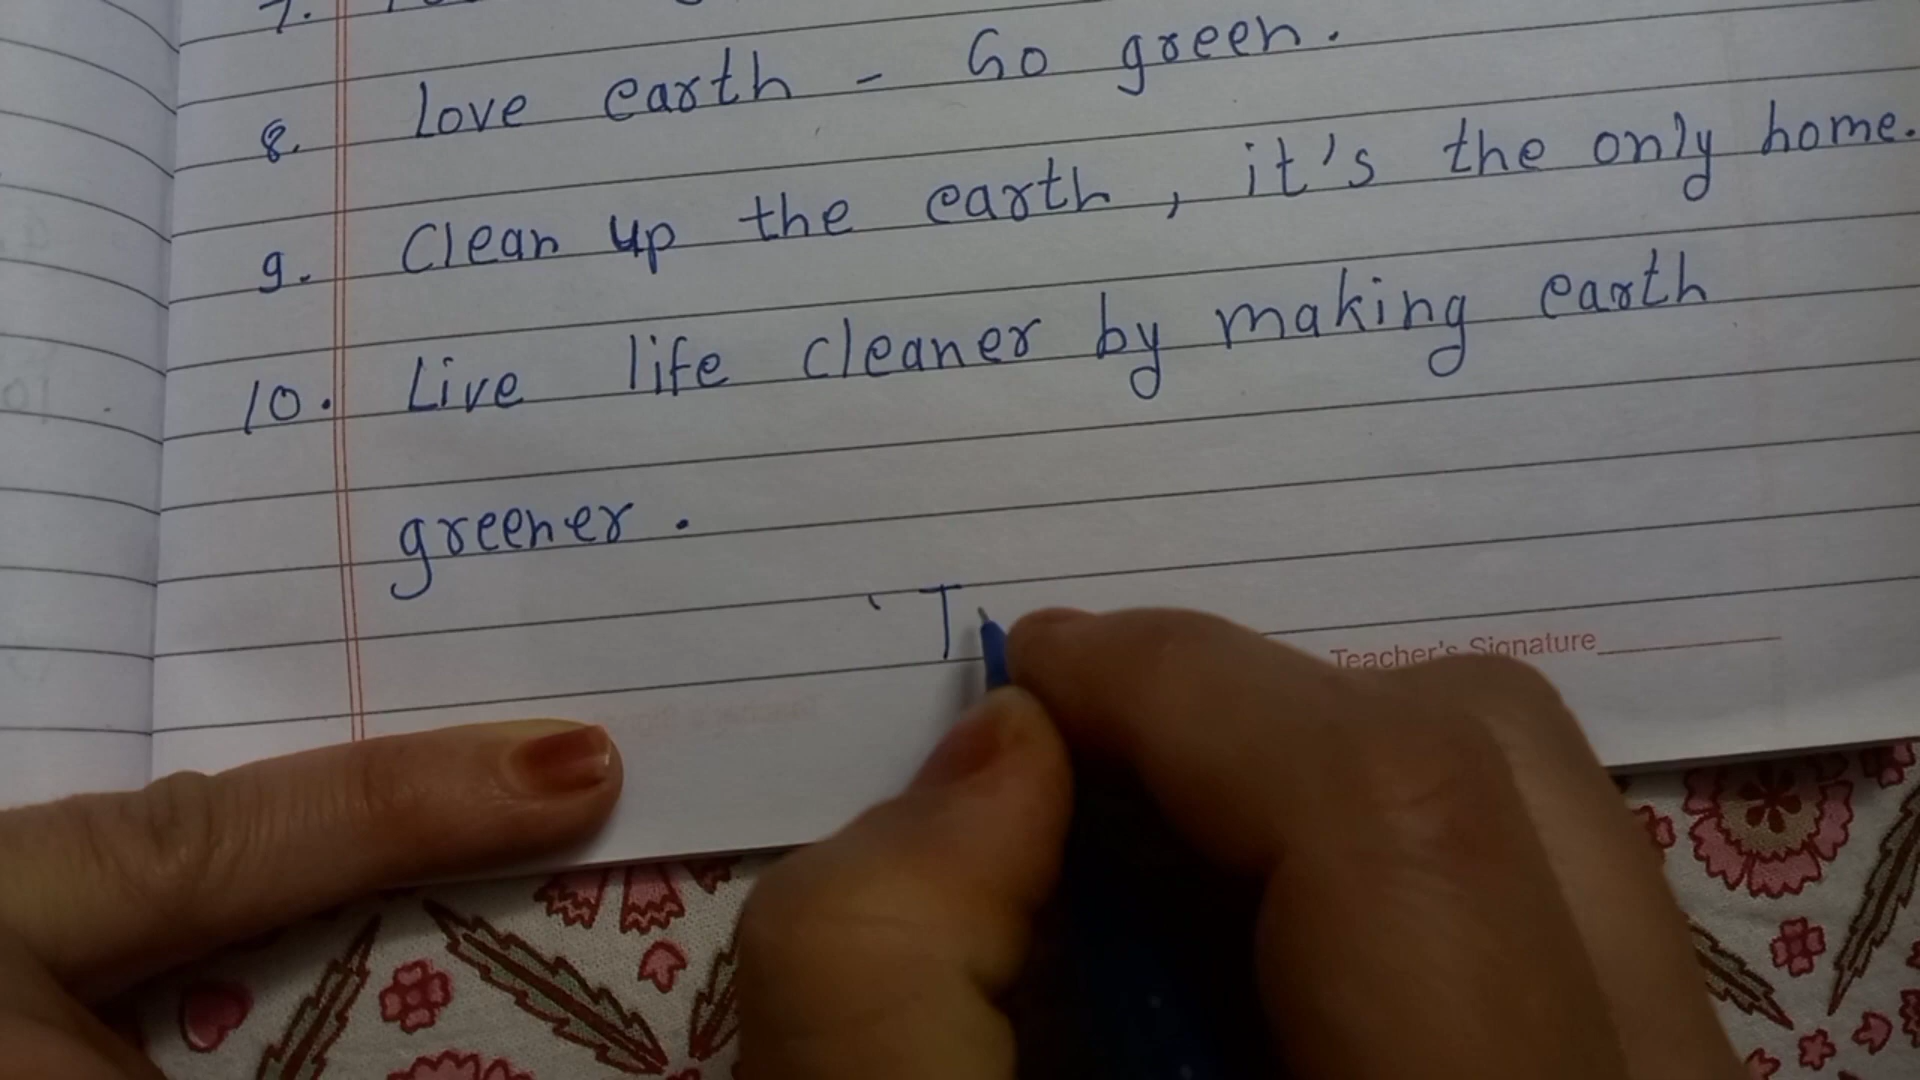 7.
8. Love earth - Go green.
9. Clean up the earth, it's the only home.
10. Live life cleaner by making earth
greener.
' T
Teacher's Signature